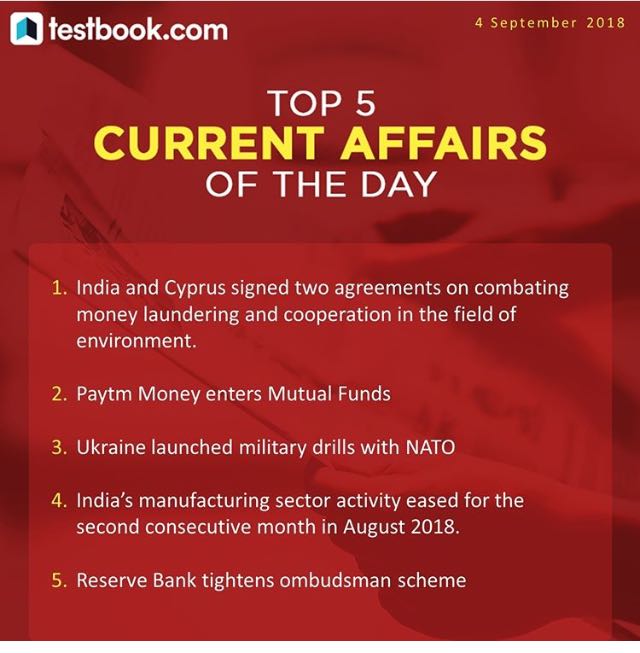 testbook.com
4 September 2018
TOP 5
CURRENT AFFAIRS
OF THE DAY
1. India and Cyprus signed two agreements on combating
money laundering and cooperation in the field of
environment.
2. Paytm Money enters Mutual Funds
3. Ukraine launched military drills with NATO
4. India’s manufacturing sector activity eased for the
second consecutive month in August 2018.
5. Reserve Bank tightens ombudsman scheme